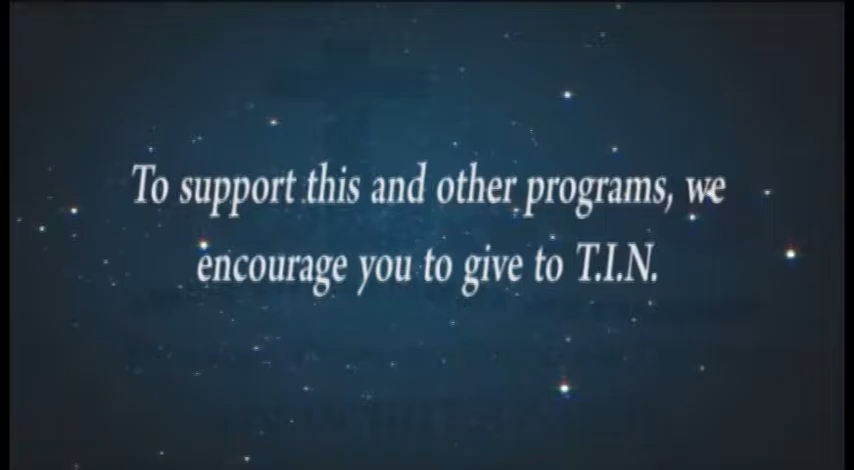 To support this and other programs, we
encourage you to give to T.I.N.